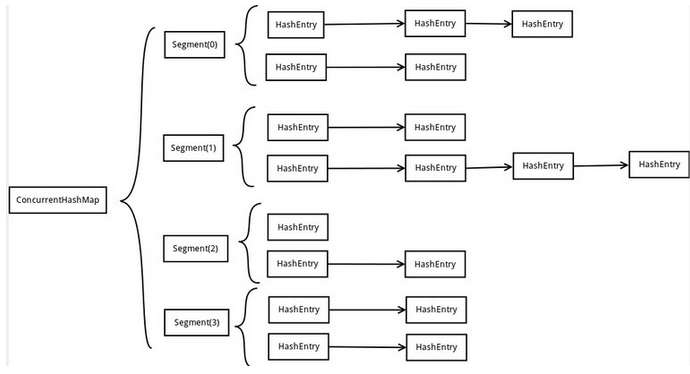 HashEntry HashEntry HashEntry
Segment(0)
HashEntry HashEntry
HashEntry HashEntry
Segment(1)
HashEntry HashEntry HashEntry HashEntry
ConcurrentHashMap
HashEntry
Segment(2)
HashEntry HashEntry
HashEntry HashEntry
Segment(3)
HashEntry HashEntry